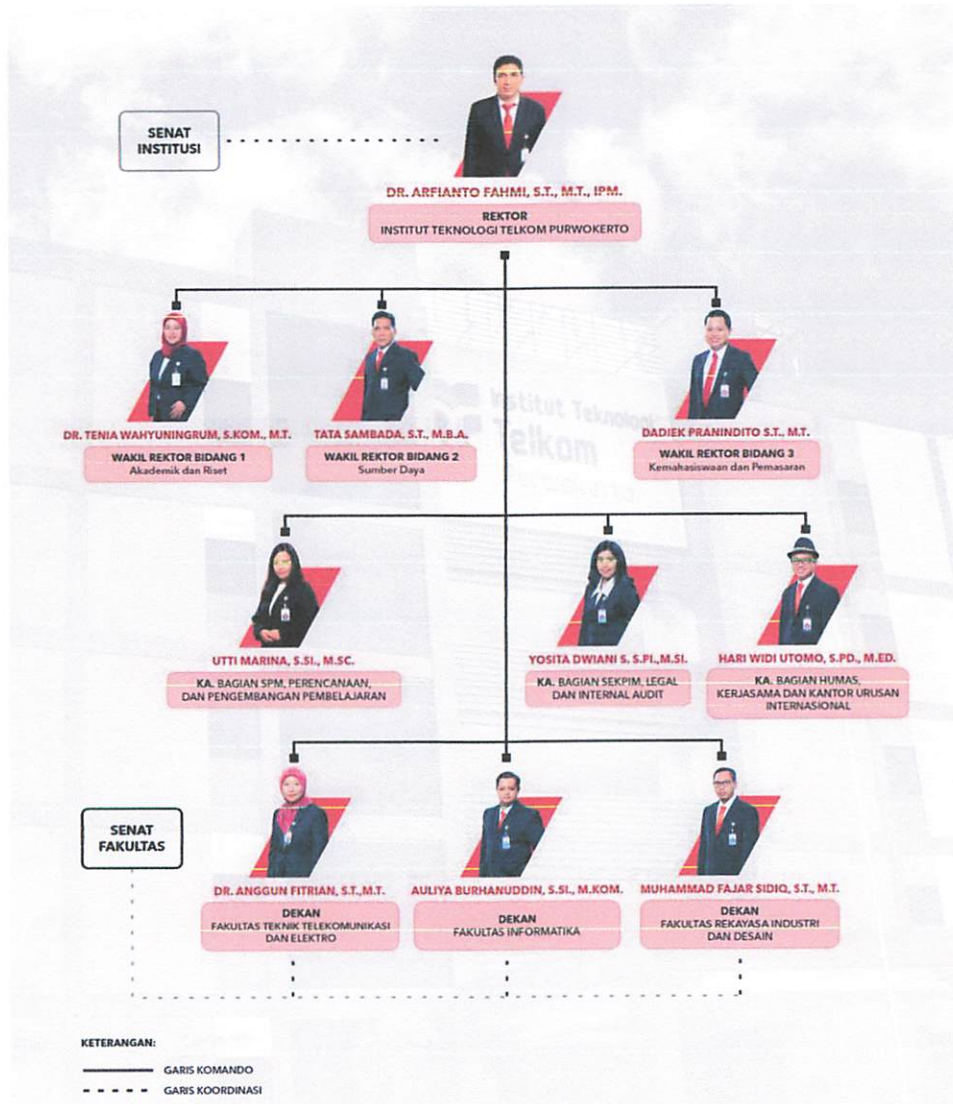 SENAT
INSTITUSI
DR. ARFIANTO FAHMI, S.T., M.T., IPM.
REKTOR
INSTITUT TEKNOLOGI TELKOM PURWOKERTO
Institut Teknologi
Telkom
Purwokerto
DR. TENIA WAHYUNINGRUM, S.KOM., M.T.
WAKIL REKTOR BIDANG 1
Akademik dan Riset
TATA SAMBADA, S.T., M.B.A.
WAKIL REKTOR BIDANG 2
Sumber Daya
DADIEK PRANINDITO S.T., M.T.
WAKIL REKTOR BIDANG 3
Kemahasiswaan dan Pemasaran
UTTI MARINA, S.SI., M.SC.
KA. BAGIAN SPM, PERENCANAAN,
DAN PENGEMBANGAN PEMBELAJARAN
YOSITA DWIANI S. S.PI.,M.SI.
KA. BAGIAN SEKPIM, LEGAL
DAN INTERNAL AUDIT
HARI WIDI UTOMO, S.PD., M.ED.
KA. BAGIAN HUMAS,
KERJASAMA DAN KANTOR URUSAN
INTERNASIONAL
SENAT
FAKULTAS
DR. ANGGUN FITRIAN, S.T.,M.T.
DEKAN
FAKULTAS TEKNIK TELEKOMUNIKASI
DAN ELEKTRO
AULIYA BURHANUDDIN, S.SI., M.KOM.
DEKAN
FAKULTAS INFORMATIKA
MUHAMMAD FAJAR SIDIQ, S.T., M.T.
DEKAN
FAKULTAS REKAYASA INDUSTRI
DAN DESAIN
KETERANGAN:
GARIS KOMANDO
GARIS KOORDINASI